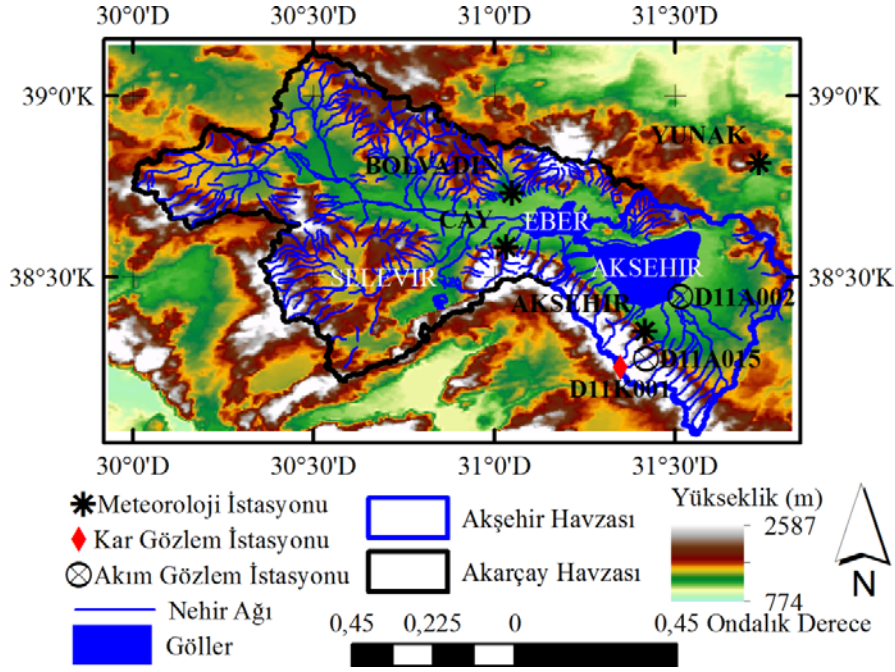 30°0'D 30°30'D 31°0'D 31°30'D
39°0'K 39°0'K
YUNAK
BOLVADIN
CAY
EBER
38°30'K 38°30'K
SELEVIR
AKSEHIR
AKSEHIR
D11A002
D11A015
D11K001
30°0'D 30°30'D 31°0'D 31°30'D
Meteoroloji İstasyonu
Kar Gözlem İstasyonu
Akım Gözlem İstasyonu
Nehir Ağı
Göller
Akşehir Havzası
Akarçay Havzası
Yükseklik (m)
2587
774
N
0,45 0,225 0 0,45 Ondalık Derece